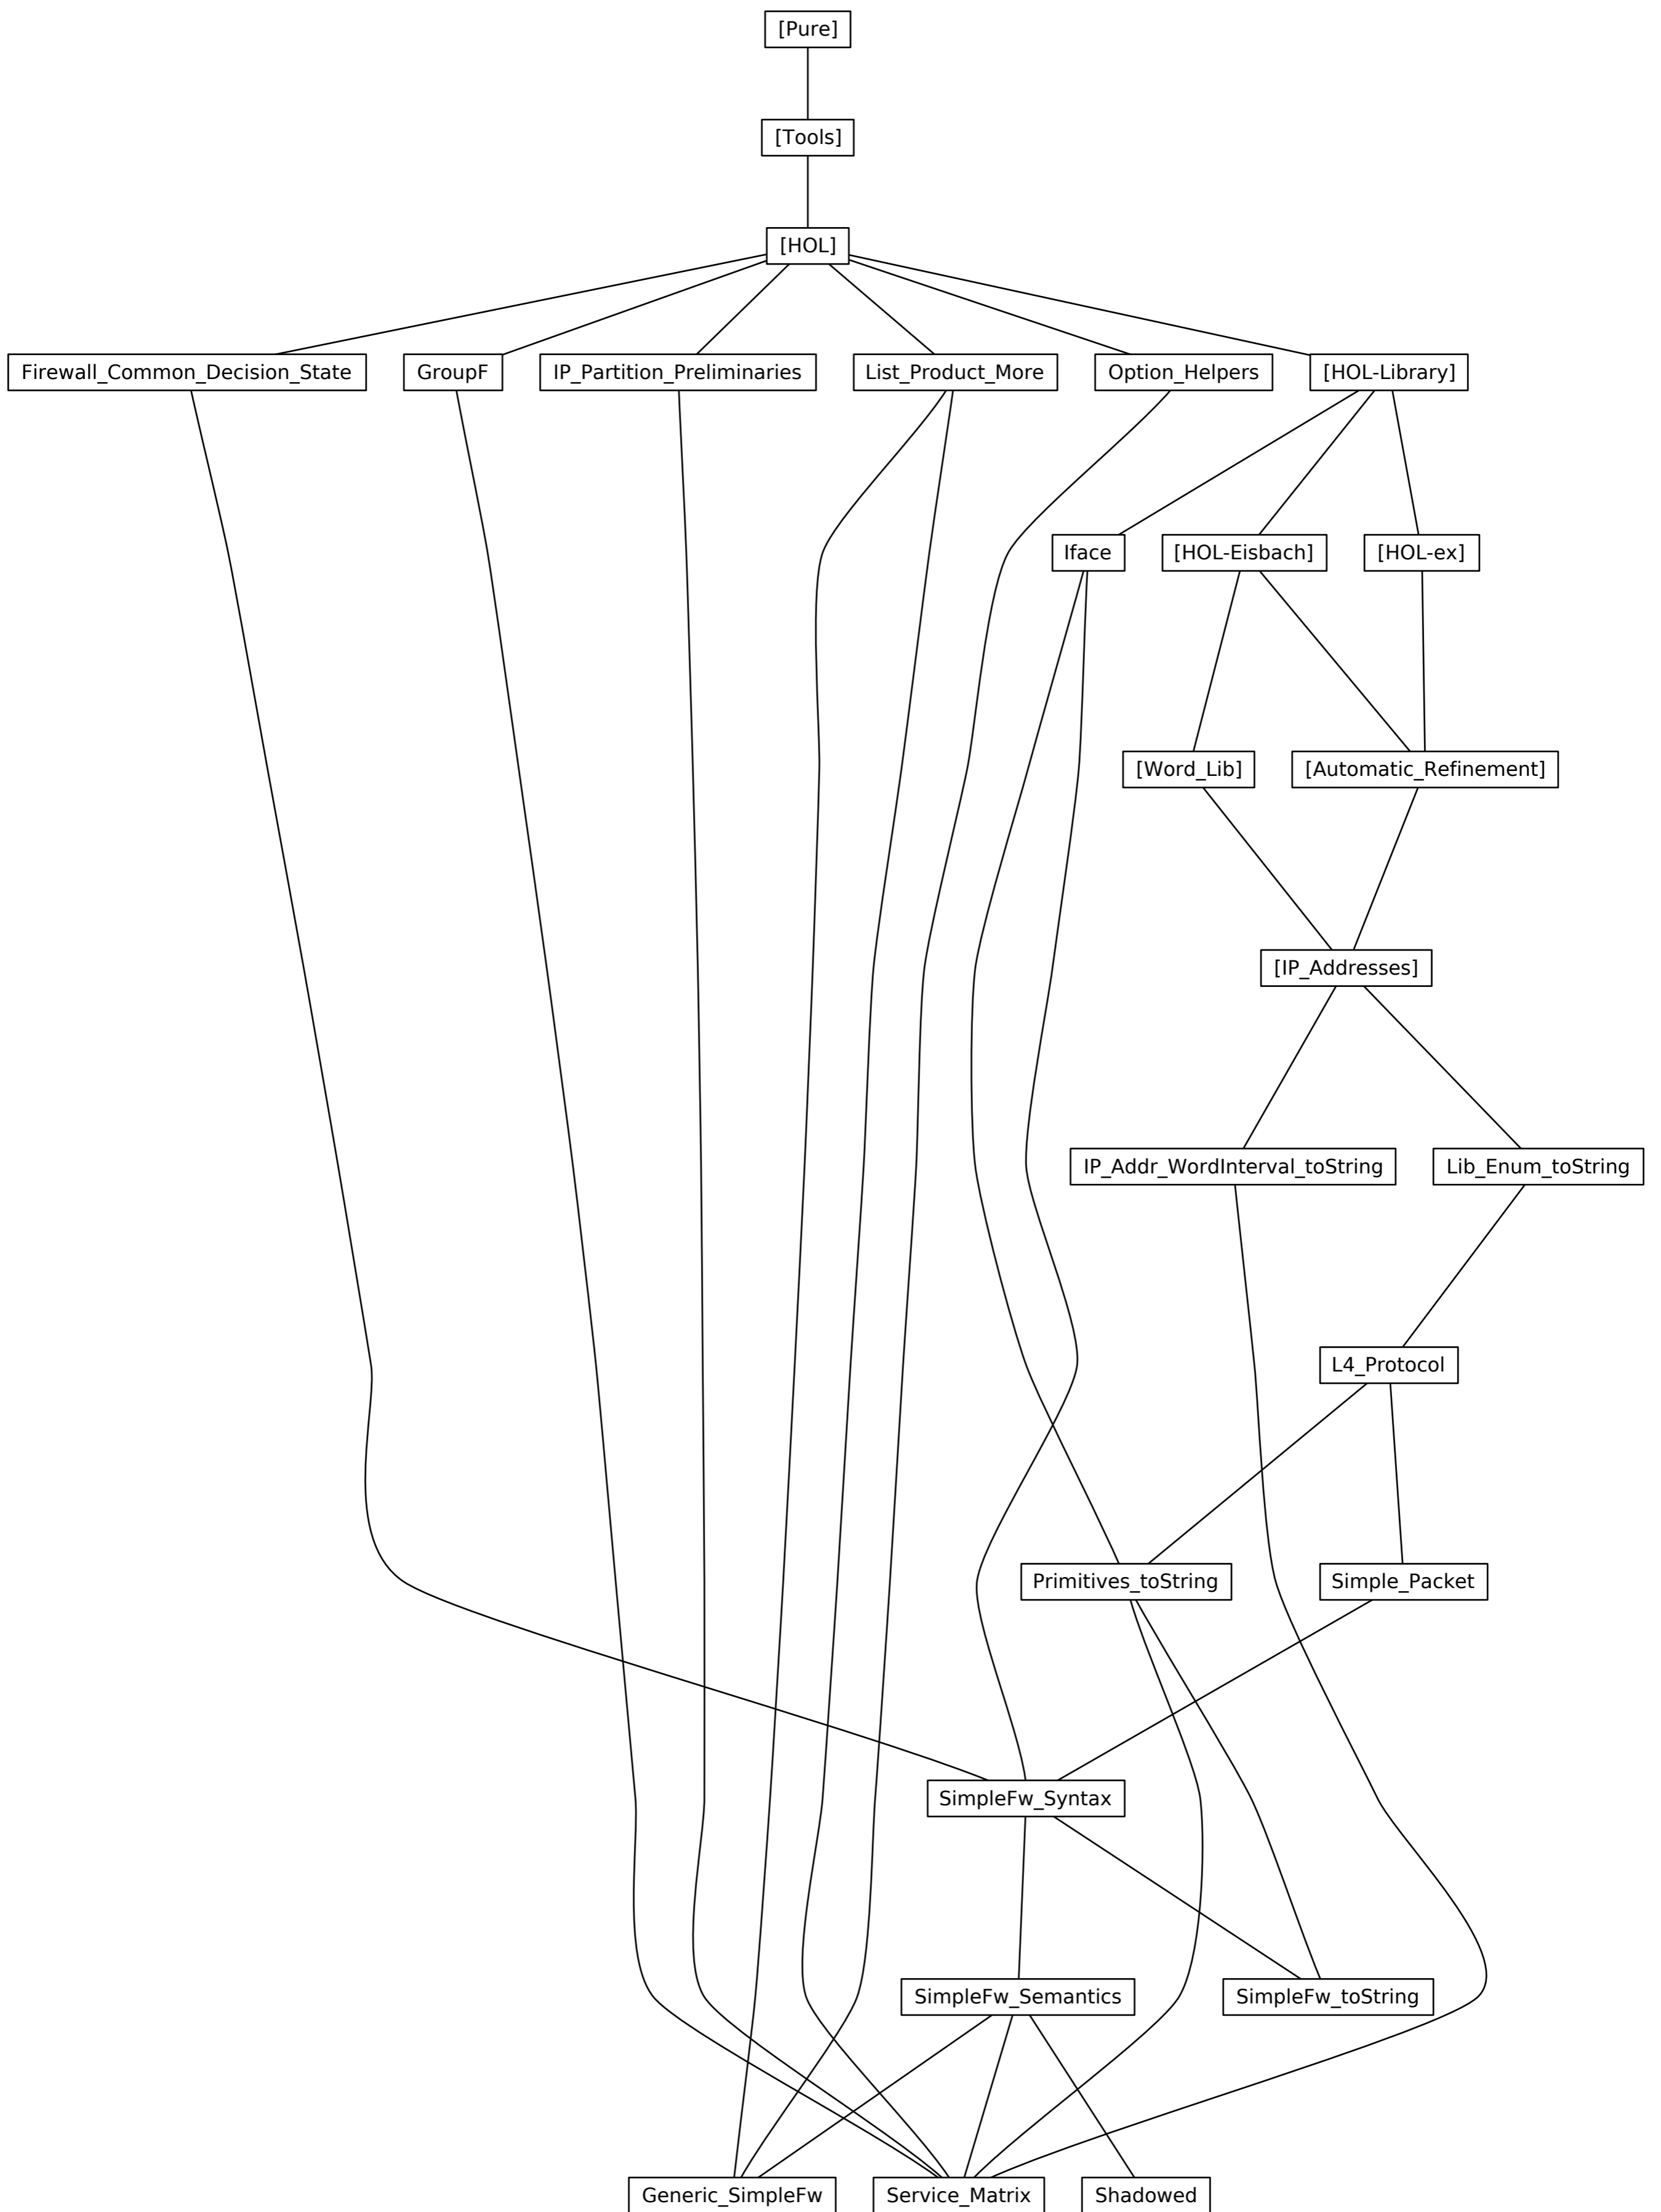 [Pure]
[Tools]
[HOL]
Firewall_Common_Decision_State
GroupF
IP_Partition_Preliminaries
List_Product_More
Option_Helpers
[HOL-Library]
Iface
[HOL-Eisbach]
[HOL-ex]
[Word_Lib]
[Automatic_Refinement]
[IP_Addresses]
IP_Addr_WordInterval_toString
Lib_Enum_toString
L4_Protocol
Primitives_toString
Simple_Packet
SimpleFw_Syntax
SimpleFw_Semantics
SimpleFw_toString
Generic_SimpleFw
Service_Matrix
Shadowed